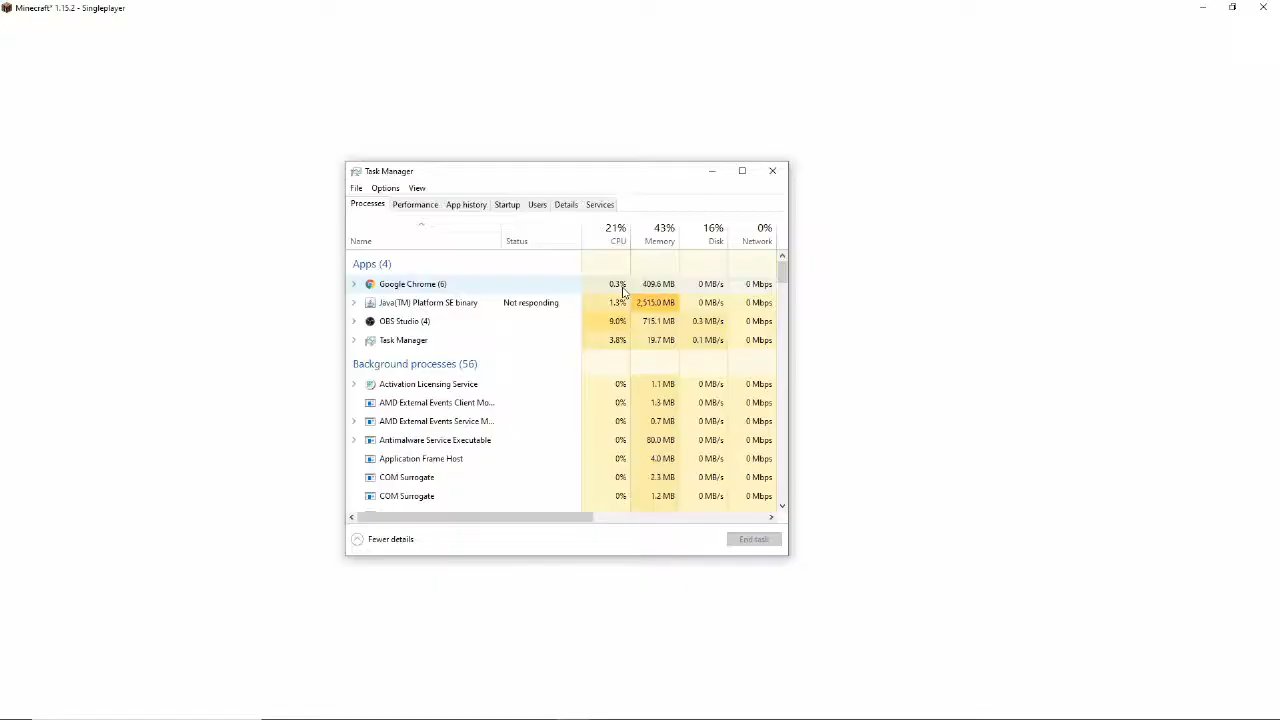 Minecraft* 1.15.2 - Singleplayer
Task Manager
File Options View
Processes Performance App history Startup Users Details Services
21% 43% 16% 0%
Name Status CPU Memory Disk Network
Apps (4)
Google Chrome (6) 0.3% 409.6 MB 0 MB/s 0 Mbps
Java(TM) Platform SE binary Not responding 1.3% 2,515.0 MB 0 MB/s 0 Mbps
OBS Studio (4) 9.0% 715.1 MB 0.3 MB/s 0 Mbps
Task Manager 3.8% 19.7 MB 0.1 MB/s 0 Mbps
Background processes (56)
Activation Licensing Service 0% 1.1 MB 0 MB/s 0 Mbps
AMD External Events Client Mo... 0% 1.3 MB 0 MB/s 0 Mbps
AMD External Events Service M... 0% 0.7 MB 0 MB/s 0 Mbps
Antimalware Service Executable 0% 80.0 MB 0 MB/s 0 Mbps
Application Frame Host 0% 4.0 MB 0 MB/s 0 Mbps
COM Surrogate 0% 2.3 MB 0 MB/s 0 Mbps
COM Surrogate 0% 1.2 MB 0 MB/s 0 Mbps
Fewer details End task